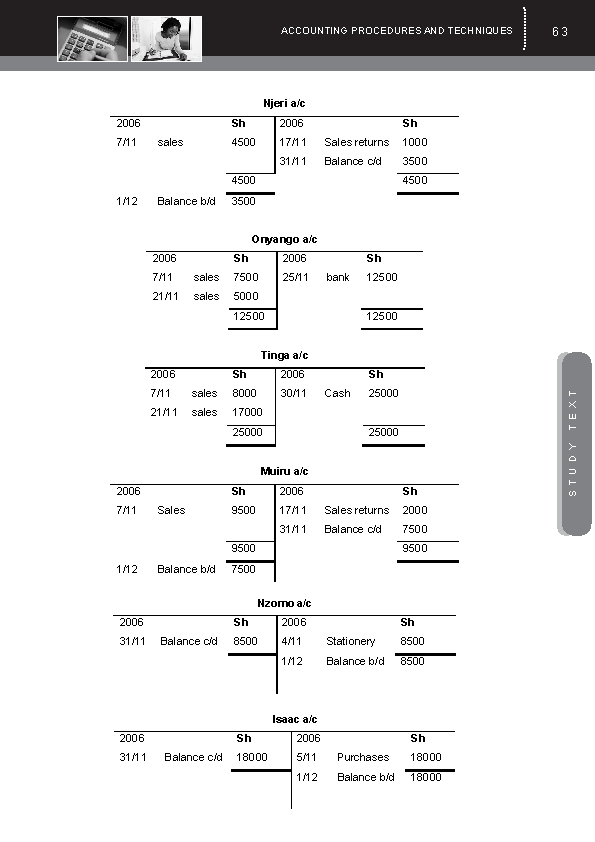 ACCOUNTING PROCEDURES AND TECHNIQUES 63
Njeri a/c
2006 Sh 2006 Sh
7/11 sales 4500 17/11 Sales returns 1000
31/11 Balance c/d 3500
4500 4500
1/12 Balance b/d 3500
Onyango a/c
2006 Sh 2006 Sh
7/11 sales 7500 25/11 bank 12500
21/11 sales 5000
12500 12500
Tinga a/c
2006 Sh 2006 Sh
7/11 sales 8000 30/11 Cash 25000
21/11 sales 17000
25000 25000
Muiru a/c
2006 Sh 2006 Sh
7/11 Sales 9500 17/11 Sales returns 2000
31/11 Balance c/d 7500
9500 9500
1/12 Balance b/d 7500
Nzomo a/c
2006 Sh 2006 Sh
31/11 Balance c/d 8500 4/11 Stationery 8500
1/12 Balance b/d 8500
Isaac a/c
2006 Sh 2006 Sh
31/11 Balance c/d 18000 5/11 Purchases 18000
1/12 Balance b/d 18000
STUDY TEXT